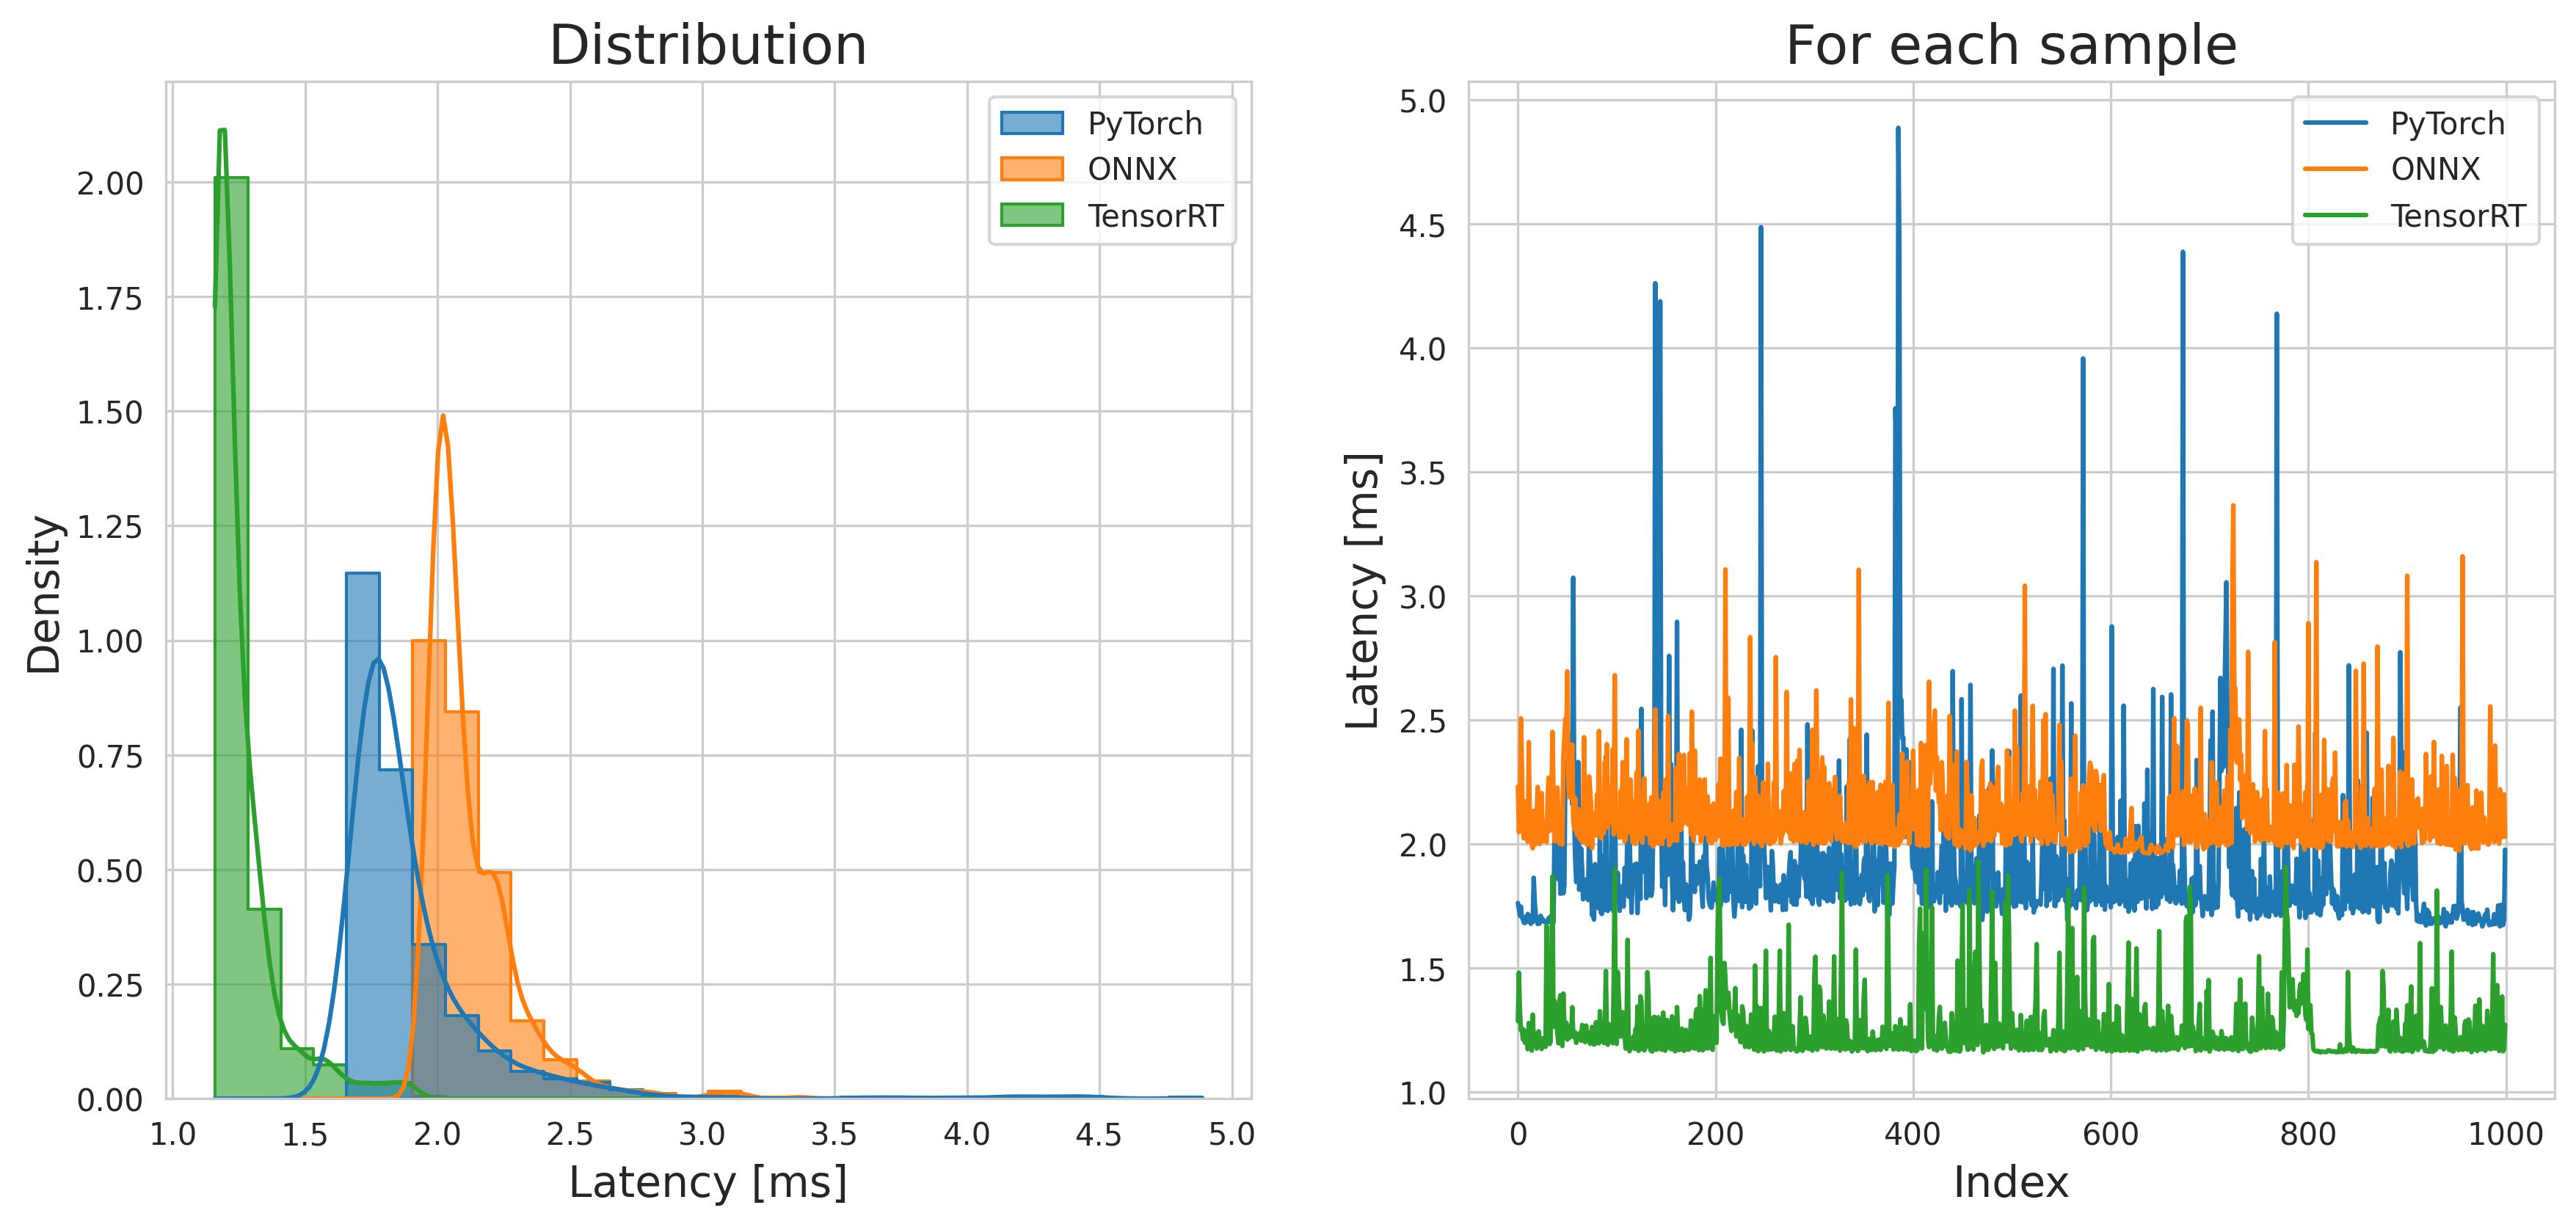 Distribution
PyTorch
ONNX
TensorRT
Density
2.00
1.75
1.50
1.25
1.00
0.75
0.50
0.25
0.00
1.0 1.5 2.0 2.5 3.0 3.5 4.0 4.5 5.0
Latency [ms]
For each sample
PyTorch
ONNX
TensorRT
Latency [ms]
5.0
4.5
4.0
3.5
3.0
2.5
2.0
1.5
1.0
0 200 400 600 800 1000
Index